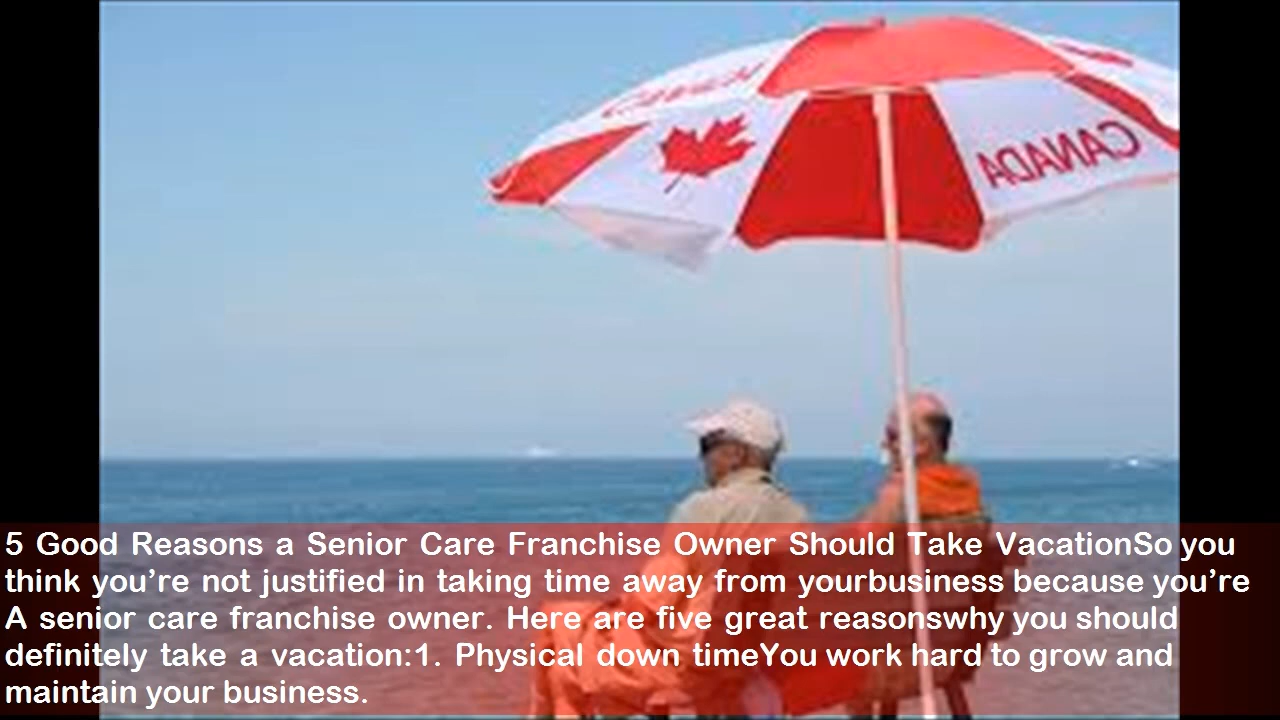 CANADA
CANADA
5 Good Reasons a Senior Care Franchise Owner Should Take VacationSo you
think you’re not justified in taking time away from yourbusiness because you’re
A senior care franchise owner. Here are five great reasonswhy you should
definitely take a vacation:1. Physical down timeYou work hard to grow and
maintain your business.